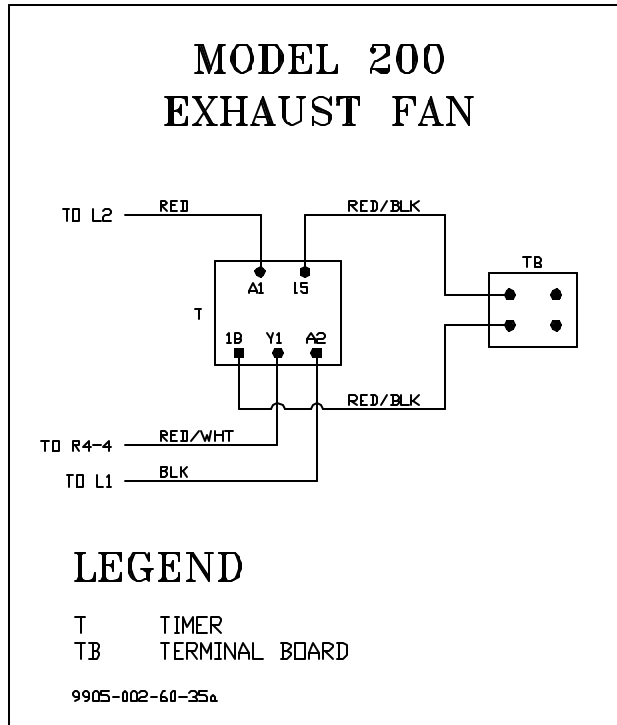 MODEL 200
EXHAUST FAN
TO L2
RED
RED/BLK
TB
A1
15
T
1B
Y1
A2
RED/BLK
TO R4-4
RED/WHT
TO L1
BLK
LEGEND
T TIMER
TB TERMINAL BOARD
9905-002-60-35a